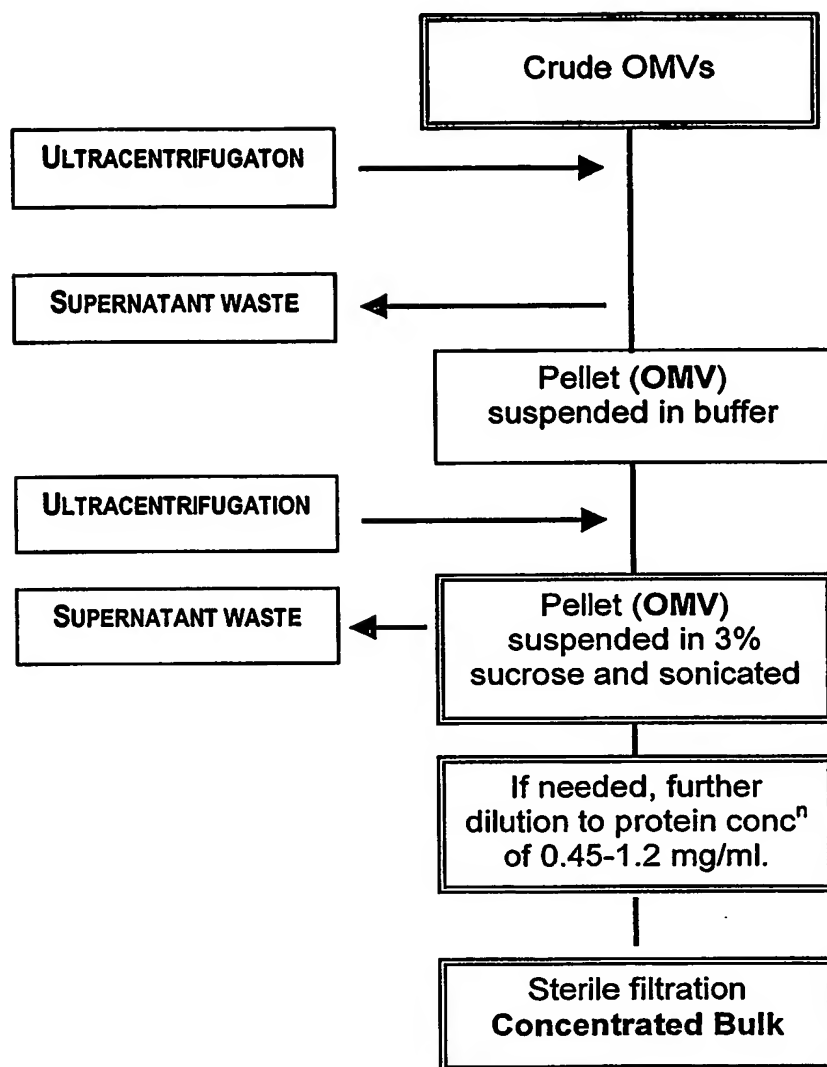 Crude OMVs
ULTRACENTRIFUGATON
SUPERNATANT WASTE
Pellet (OMV)
suspended in buffer
ULTRACENTRIFUGATION
SUPERNATANT WASTE
Pellet (OMV)
suspended in 3%
sucrose and sonicated
If needed, further
dilution to protein concⁿ
of 0.45-1.2 mg/ml.
Sterile filtration
Concentrated Bulk